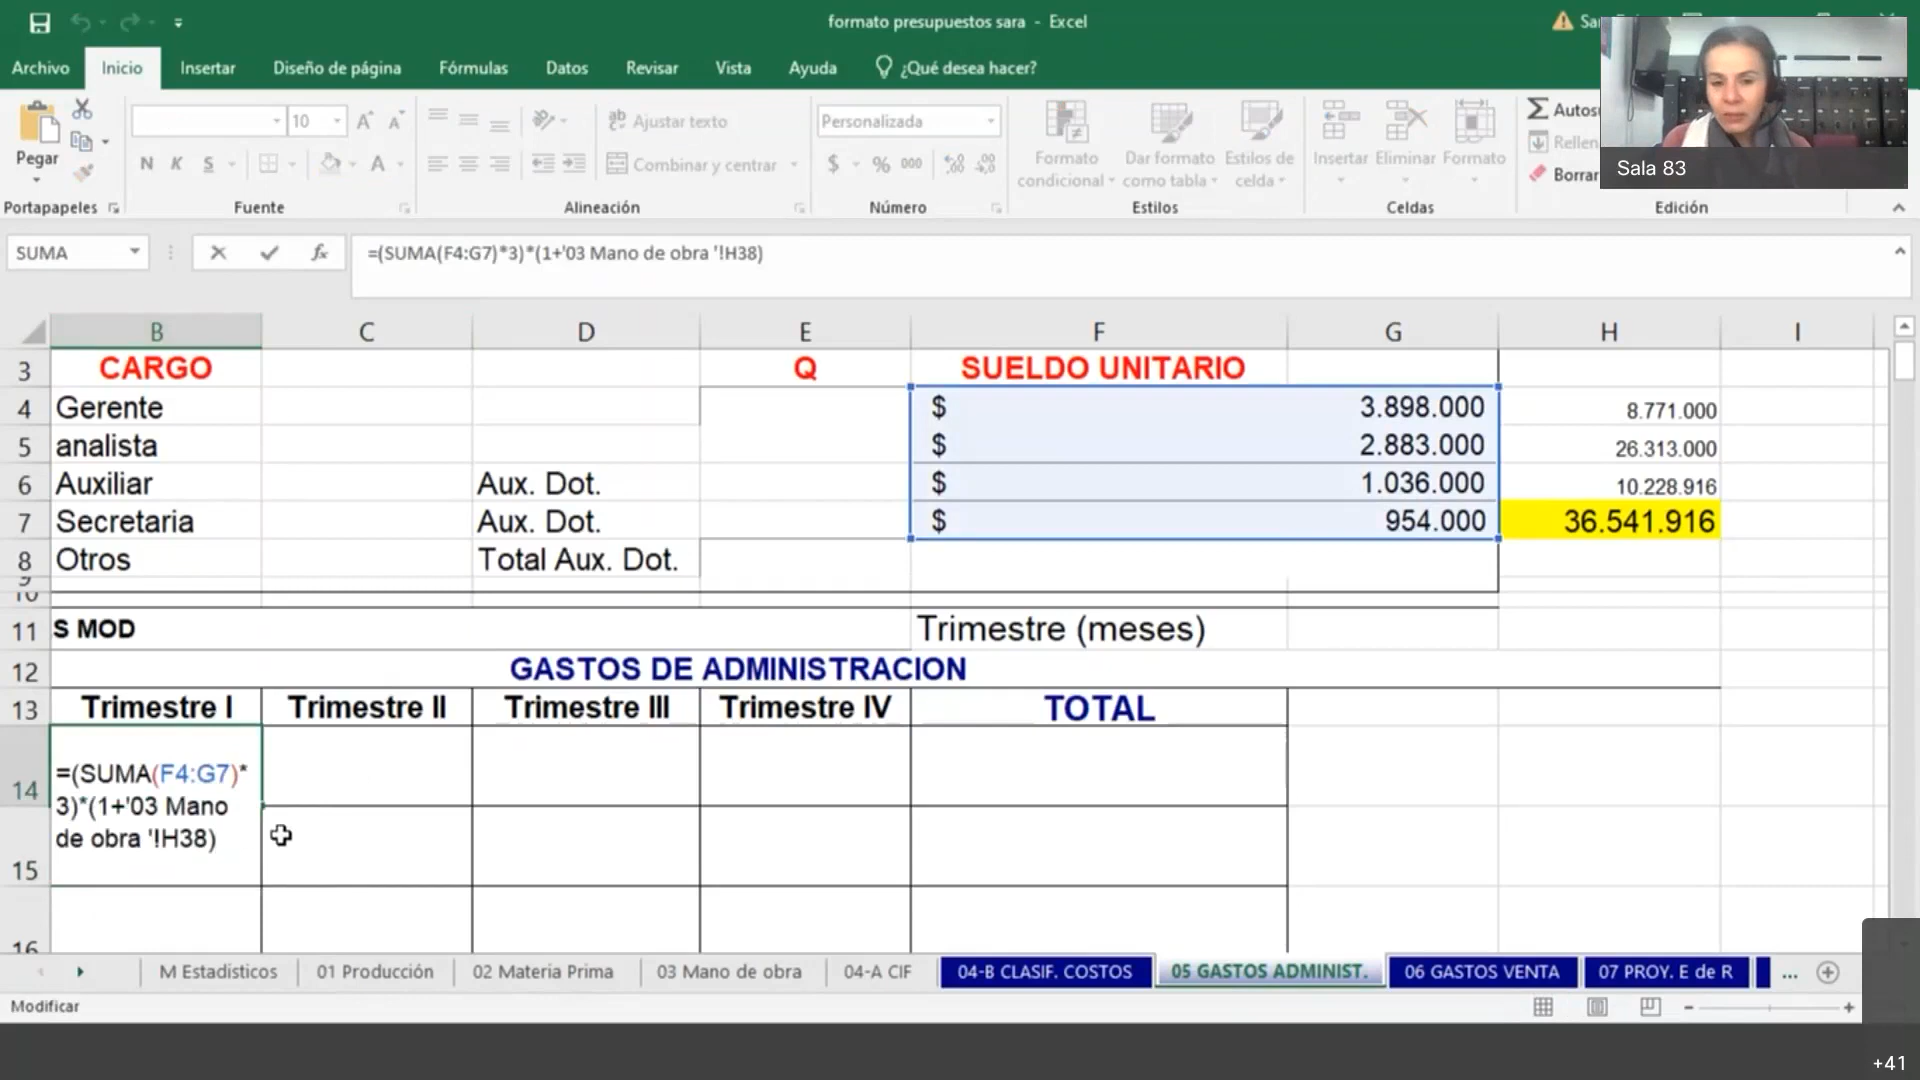 formato presupuestos sara - Excel
Archivo Inicio Insertar Diseño de página Fórmulas Datos Revisar Vista Ayuda ¿Qué desea hacer?
Pegar
Portapapeles
10
N K S
Fuente
Ajustar texto
Combinar y centrar
Alineación
Personalizada
$ % 000
Número
Formato condicional
Dar formato como tabla
Estilos de celda
Estilos
Insertar Eliminar Formato
Celdas
Borrar
Edición
Sala 83
SUMA
fx
=(SUMA(F4:G7)*3)*(1+'03 Mano de obra '!H38)
B C D E F G H I
3 CARGO Q SUELDO UNITARIO
4 Gerente $ 3.898.000 8.771.000
5 analista $ 2.883.000 26.313.000
6 Auxiliar Aux. Dot. $ 1.036.000 10.228.916
7 Secretaria Aux. Dot. $ 954.000 36.541.916
8 Otros Total Aux. Dot.
9
10
11 S MOD Trimestre (meses)
12 GASTOS DE ADMINISTRACION
13 Trimestre I Trimestre II Trimestre III Trimestre IV TOTAL
14 =(SUMA(F4:G7)*
3)*(1+'03 Mano
de obra '!H38)
15
16
M Estadísticos 01 Producción 02 Materia Prima 03 Mano de obra 04-A CIF 04-B CLASIF. COSTOS 05 GASTOS ADMINIST. 06 GASTOS VENTA 07 PROY. E de R ...
Modificar
+41